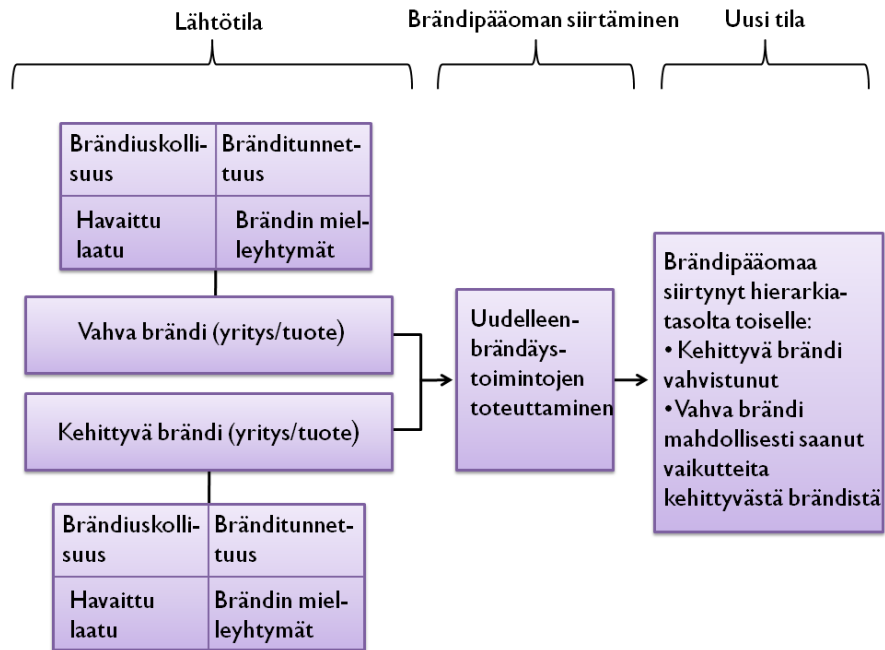 Lähtötila
Brändipääoman siirtäminen
Uusi tila
Brändiuskolli-
suus
Bränditunnet-
tuus
Havaittu
laatu
Brändin miel-
leyhtymät
Vahva brändi (yritys/tuote)
Kehittyvä brändi (yritys/tuote)
Brändiuskolli-
suus
Bränditunnet-
tuus
Havaittu
laatu
Brändin miel-
leyhtymät
Uudelleen-
brändäys-
toimintojen
toteuttaminen
Brändipääomaa
siirtynyt hierarkia-
tasolta toiselle:
• Kehittyvä brändi
vahvistunut
•Vahva brändi
mahdollisesti saanut
vaikutteita
kehittyvästä brändistä